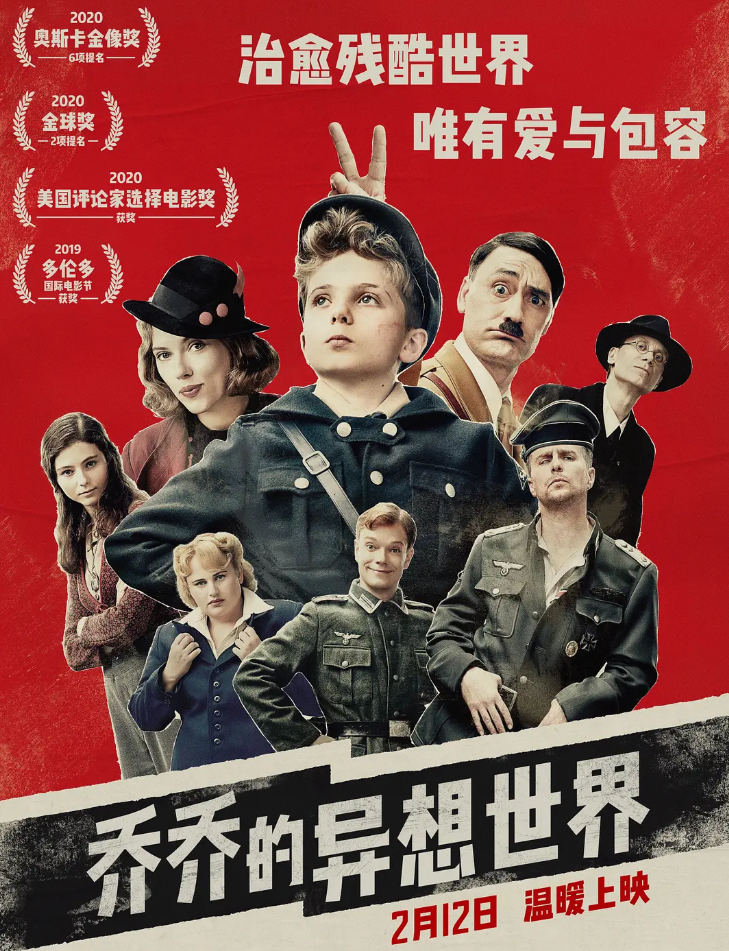 2020
奥斯卡金像奖
6项提名
2020
金球奖
2项提名
2020
美国评论家选择电影奖
获奖
2019
多伦多
国际电影节
获奖
治愈残酷世界
唯有爱与包容
乔乔的异想世界
2月12日 温暖上映